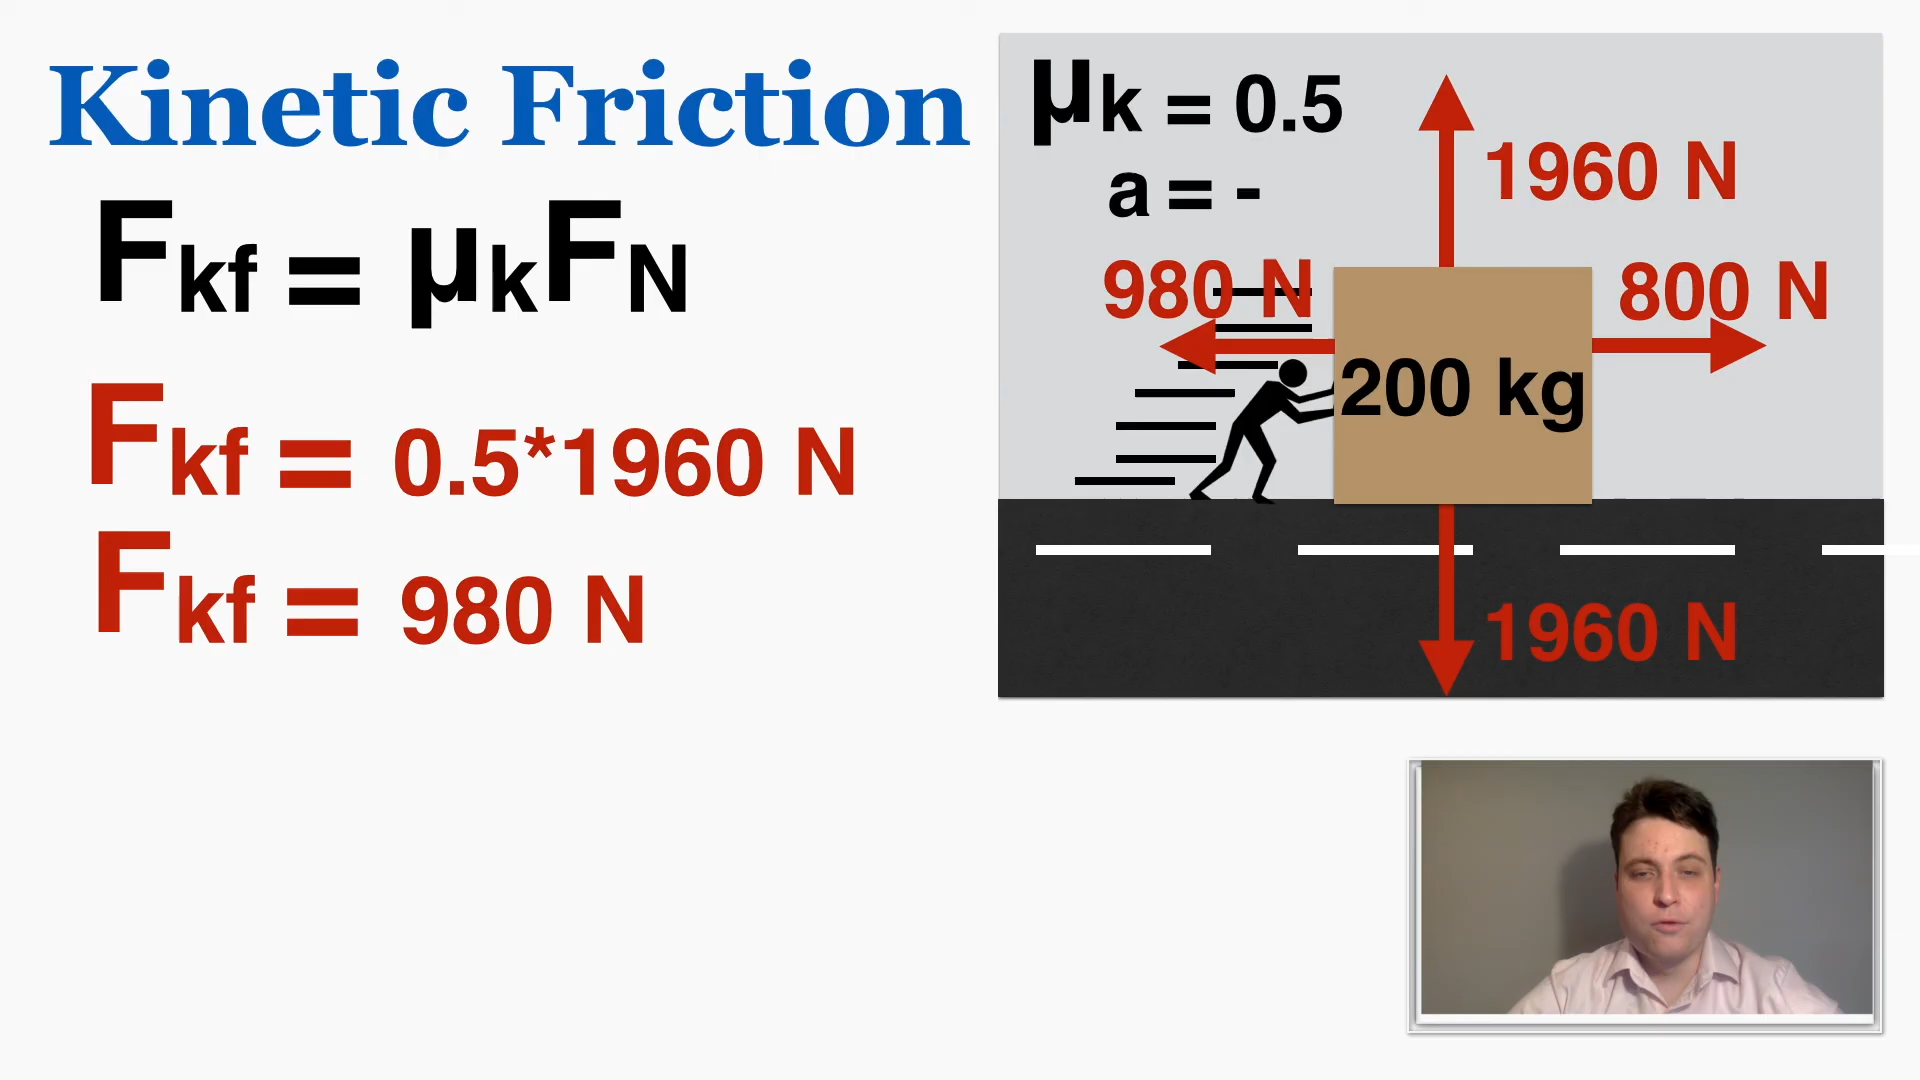 Kinetic Friction
Fkf = µkFN
Fkf = 0.5*1960 N
Fkf = 980 N
µk = 0.5
a = -
1960 N
980 N
800 N
200 kg
1960 N